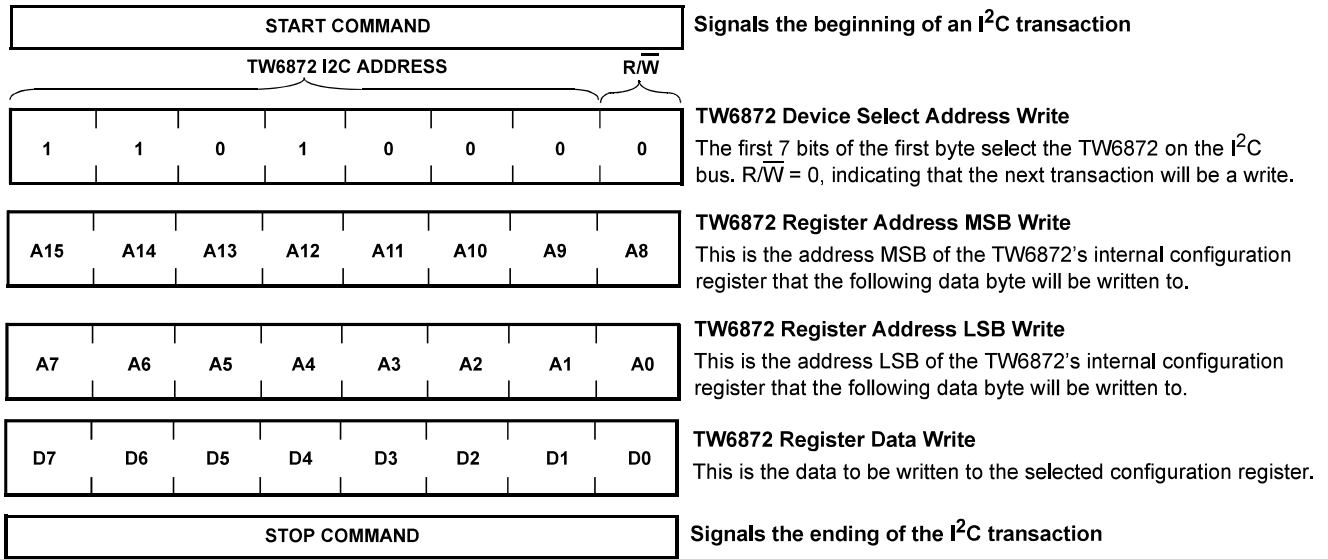 START COMMAND
Signals the beginning of an I²C transaction
TW6872 I2C ADDRESS
R/W̅
1 1 0 1 0 0 0 0
TW6872 Device Select Address Write
The first 7 bits of the first byte select the TW6872 on the I²C
bus. R/W̅ = 0, indicating that the next transaction will be a write.
A15 A14 A13 A12 A11 A10 A9 A8
TW6872 Register Address MSB Write
This is the address MSB of the TW6872's internal configuration
register that the following data byte will be written to.
A7 A6 A5 A4 A3 A2 A1 A0
TW6872 Register Address LSB Write
This is the address LSB of the TW6872's internal configuration
register that the following data byte will be written to.
D7 D6 D5 D4 D3 D2 D1 D0
TW6872 Register Data Write
This is the data to be written to the selected configuration register.
STOP COMMAND
Signals the ending of the I²C transaction